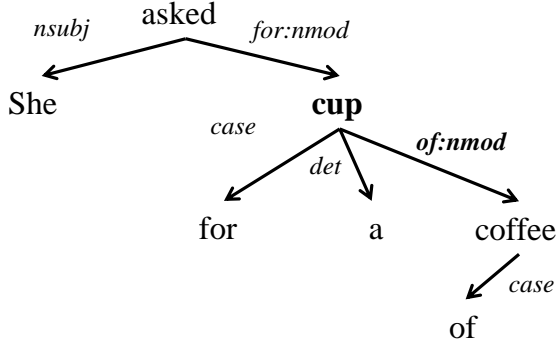 asked
nsubj for:nmod
She cup
case det of:nmod
for a coffee
case
of